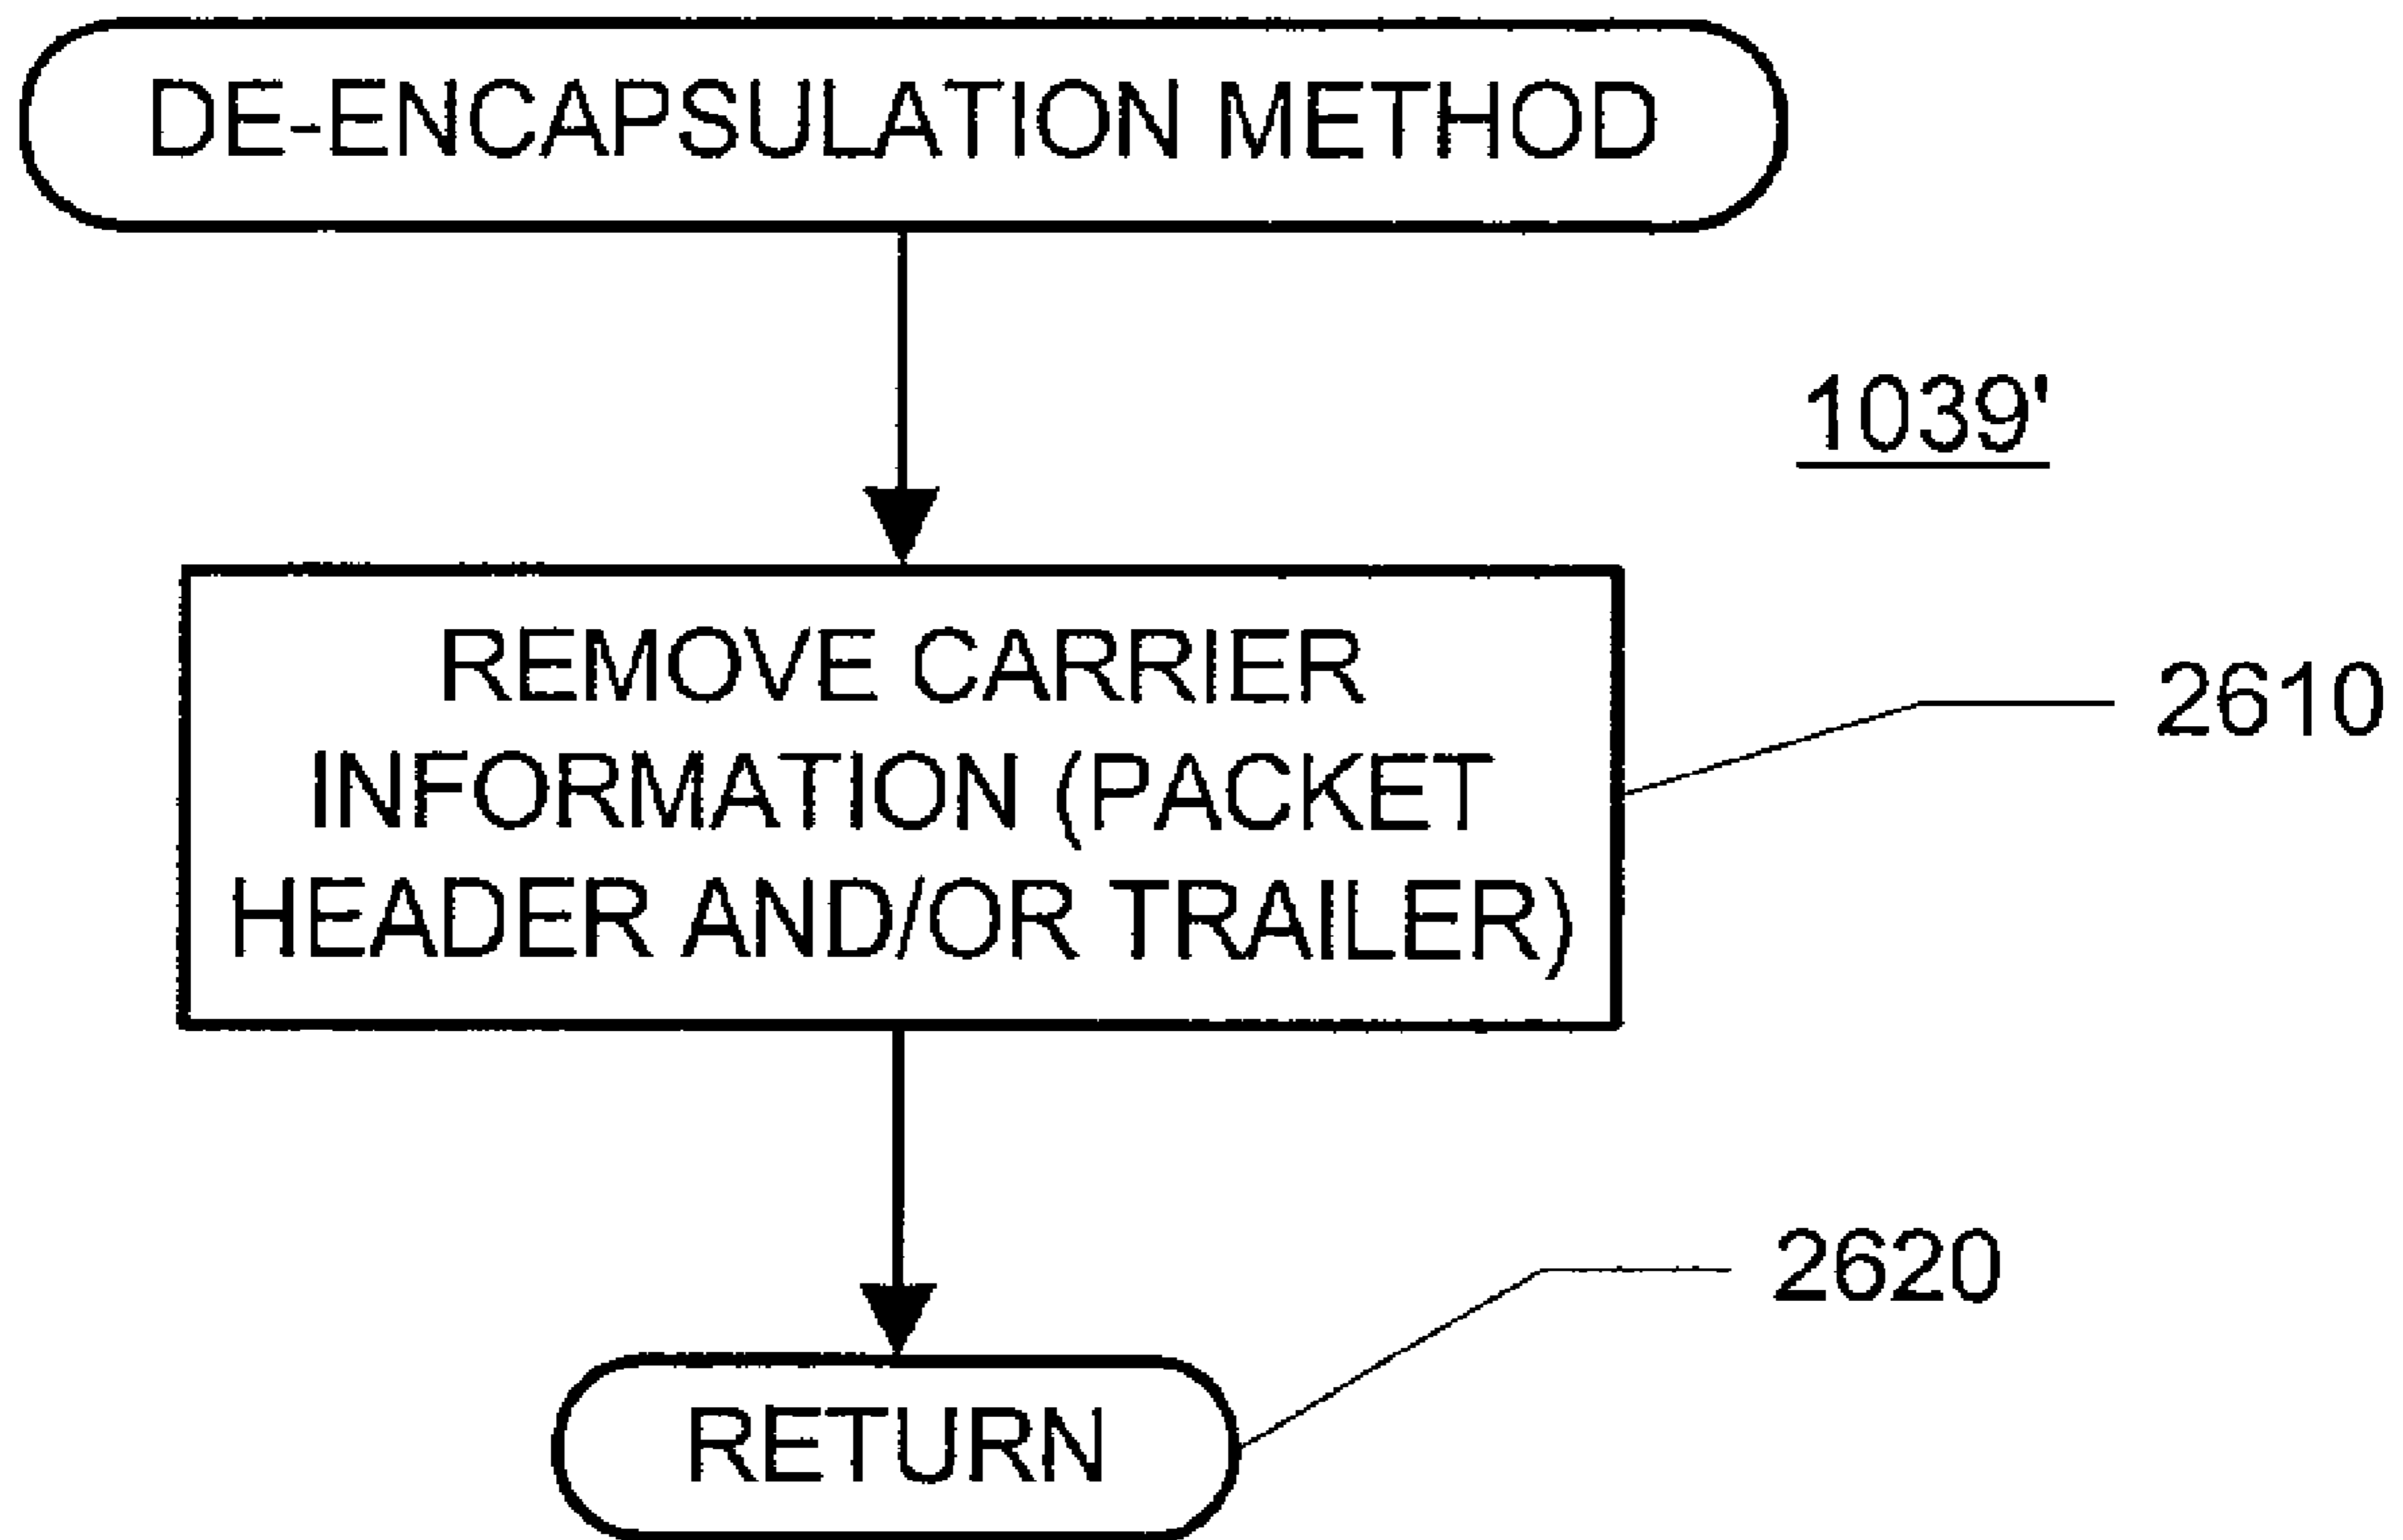 DE-ENCAPSULATION METHOD
1039'
REMOVE CARRIER
INFORMATION (PACKET
HEADER AND/OR TRAILER)
2610
2620
RETURN